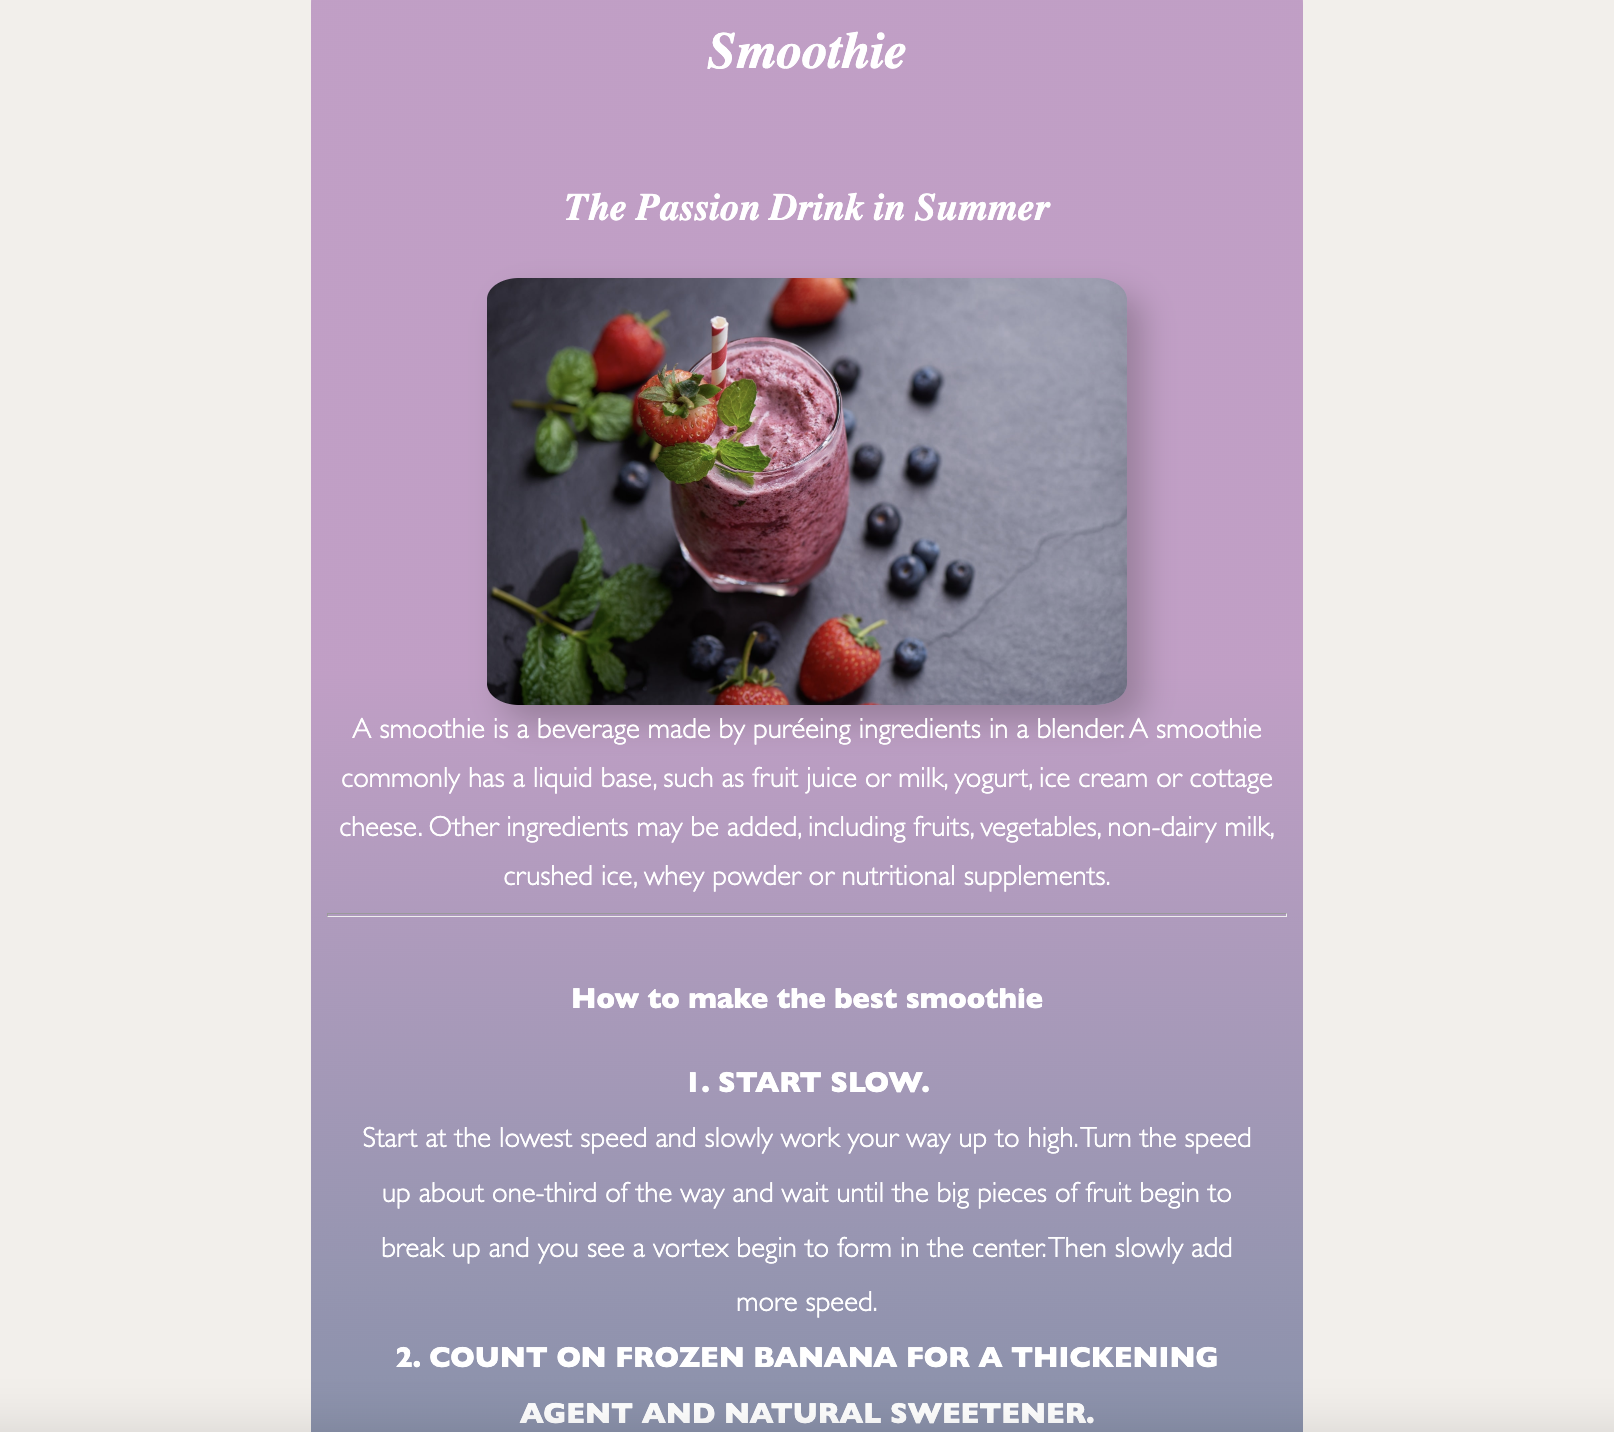 Smoothie
The Passion Drink in Summer
A smoothie is a beverage made by puréeing ingredients in a blender. A smoothie
commonly has a liquid base, such as fruit juice or milk, yogurt, ice cream or cottage
cheese. Other ingredients may be added, including fruits, vegetables, non-dairy milk,
crushed ice, whey powder or nutritional supplements.
How to make the best smoothie
1. START SLOW.
Start at the lowest speed and slowly work your way up to high. Turn the speed
up about one-third of the way and wait until the big pieces of fruit begin to
break up and you see a vortex begin to form in the center. Then slowly add
more speed.
2. COUNT ON FROZEN BANANA FOR A THICKENING
AGENT AND NATURAL SWEETENER.